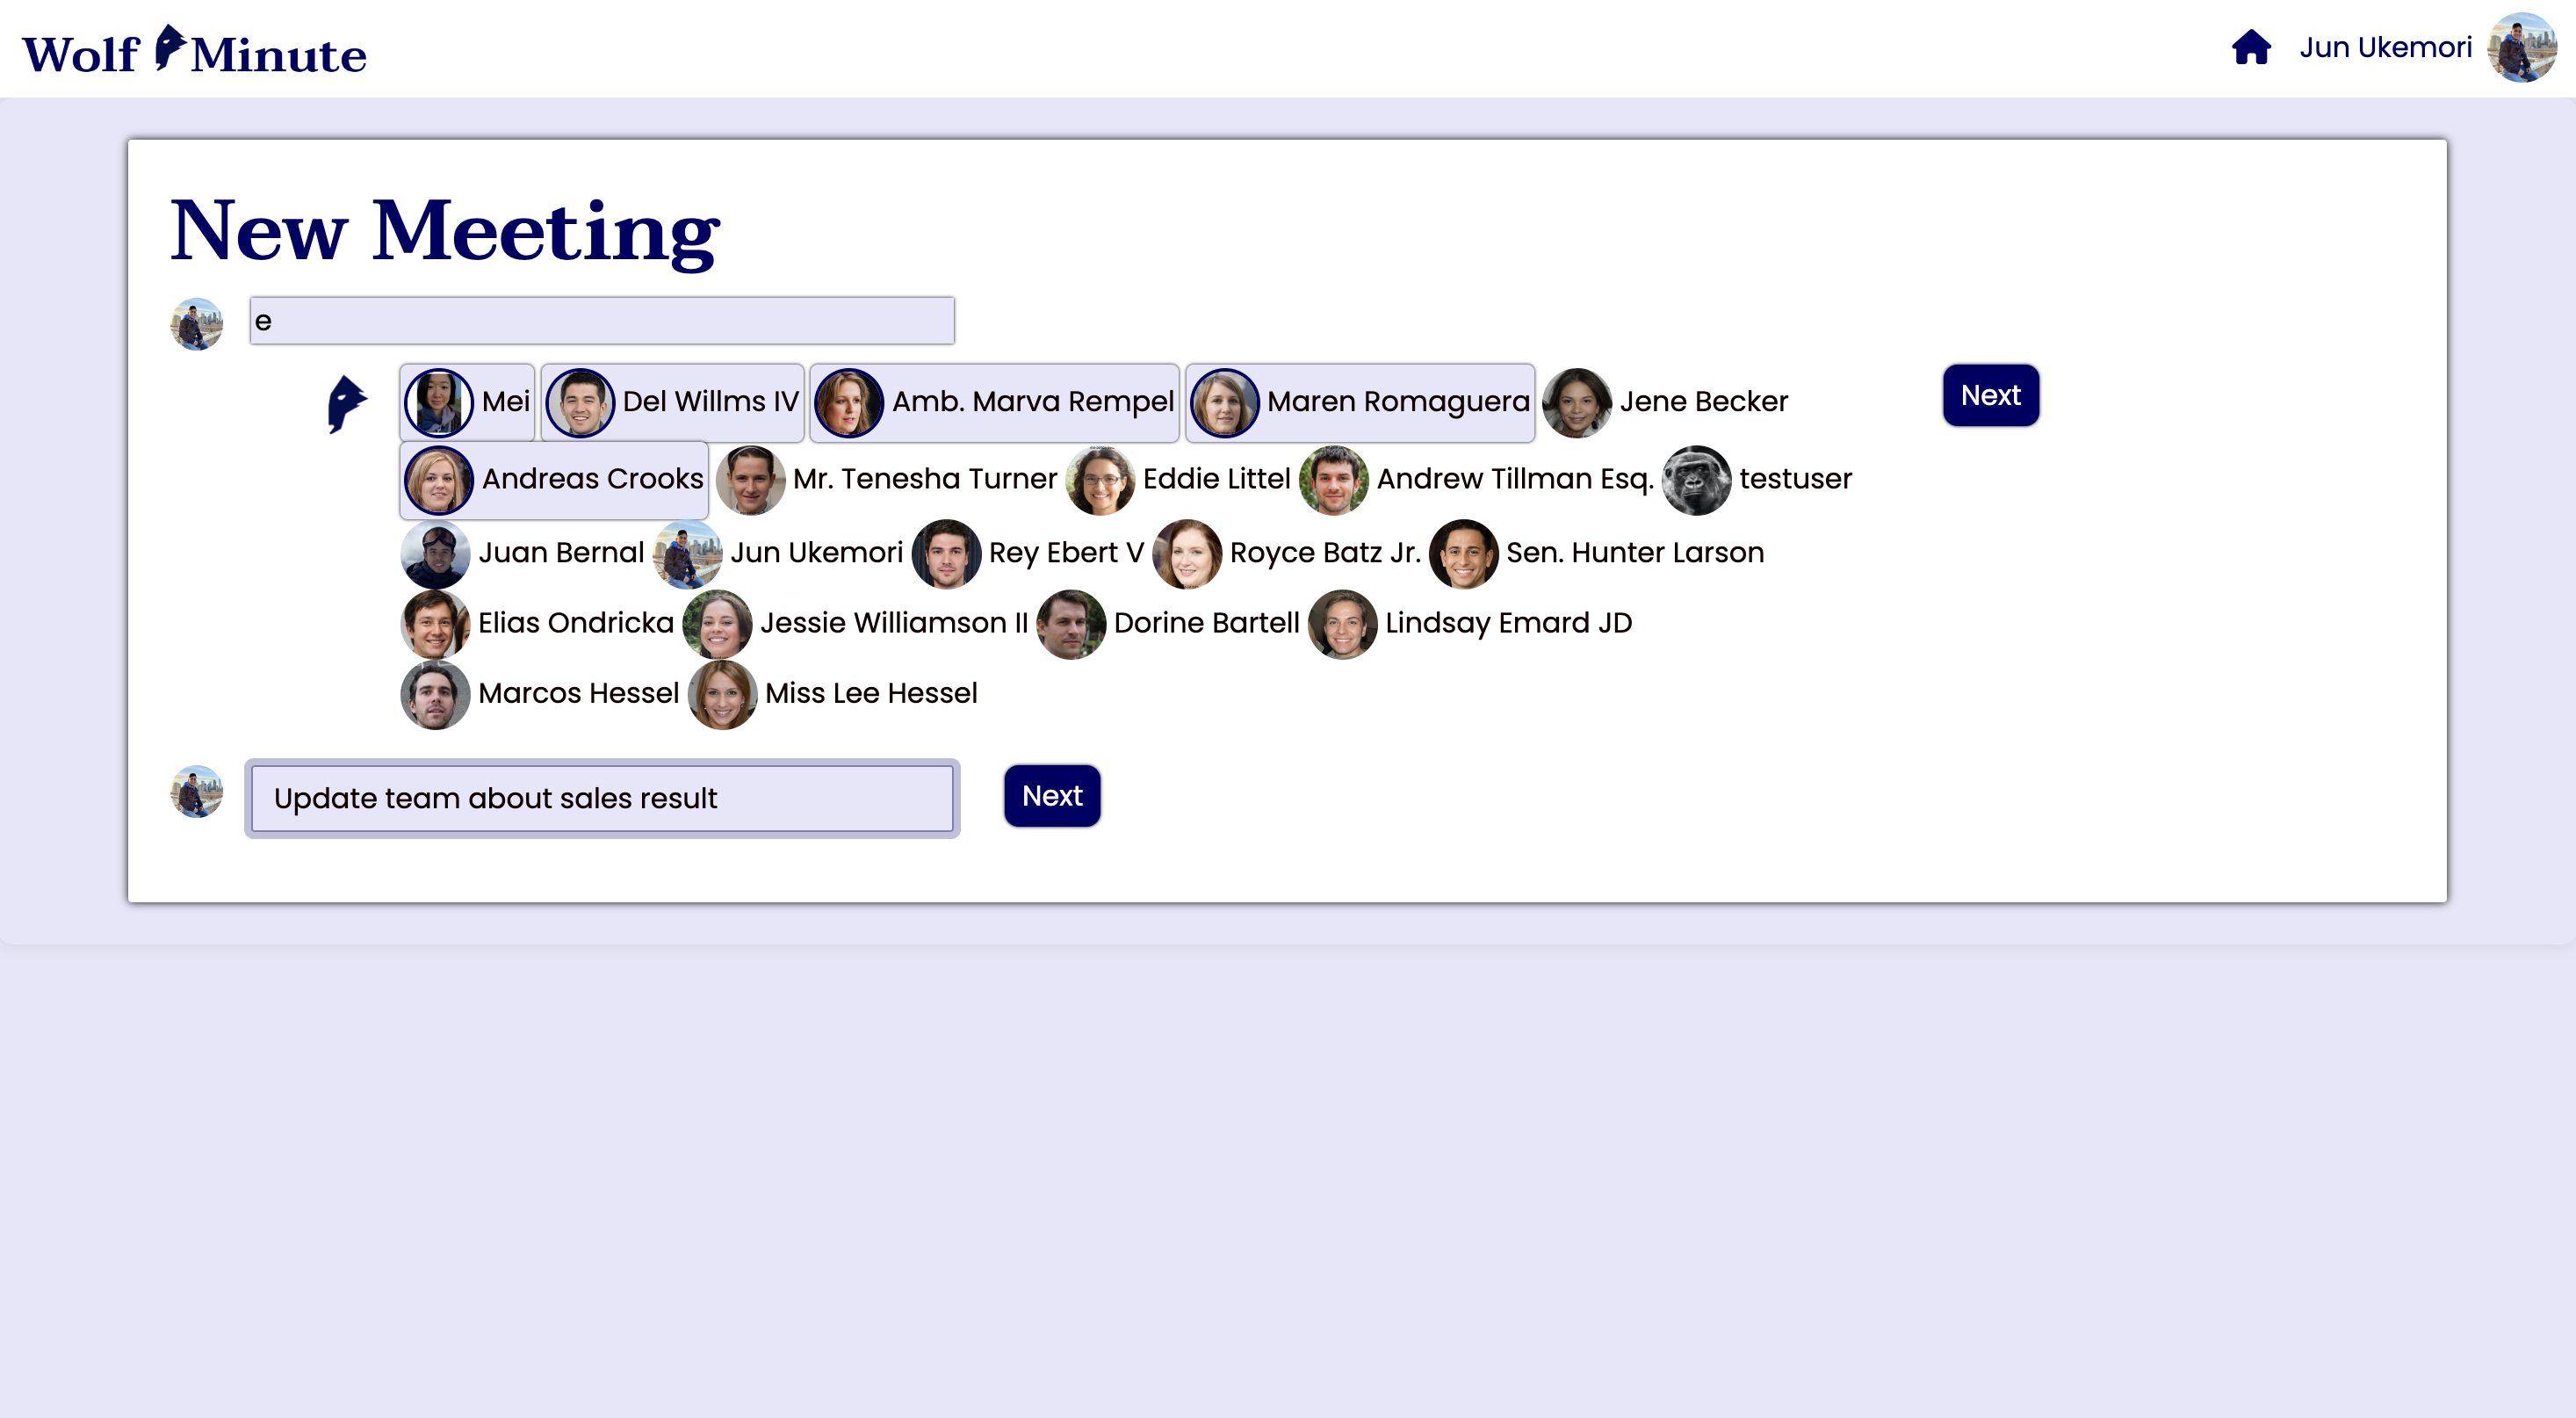 Wolf Minute
Jun Ukemori
New Meeting
e
Mei Del Willms IV Amb. Marva Rempel Maren Romaguera Jene Becker
Next
Andreas Crooks Mr. Tenesha Turner Eddie Littel Andrew Tillman Esq. testuser
Juan Bernal Jun Ukemori Rey Ebert V Royce Batz Jr. Sen. Hunter Larson
Elias Ondricka Jessie Williamson II Dorine Bartell Lindsay Emard JD
Marcos Hessel Miss Lee Hessel
Update team about sales result
Next